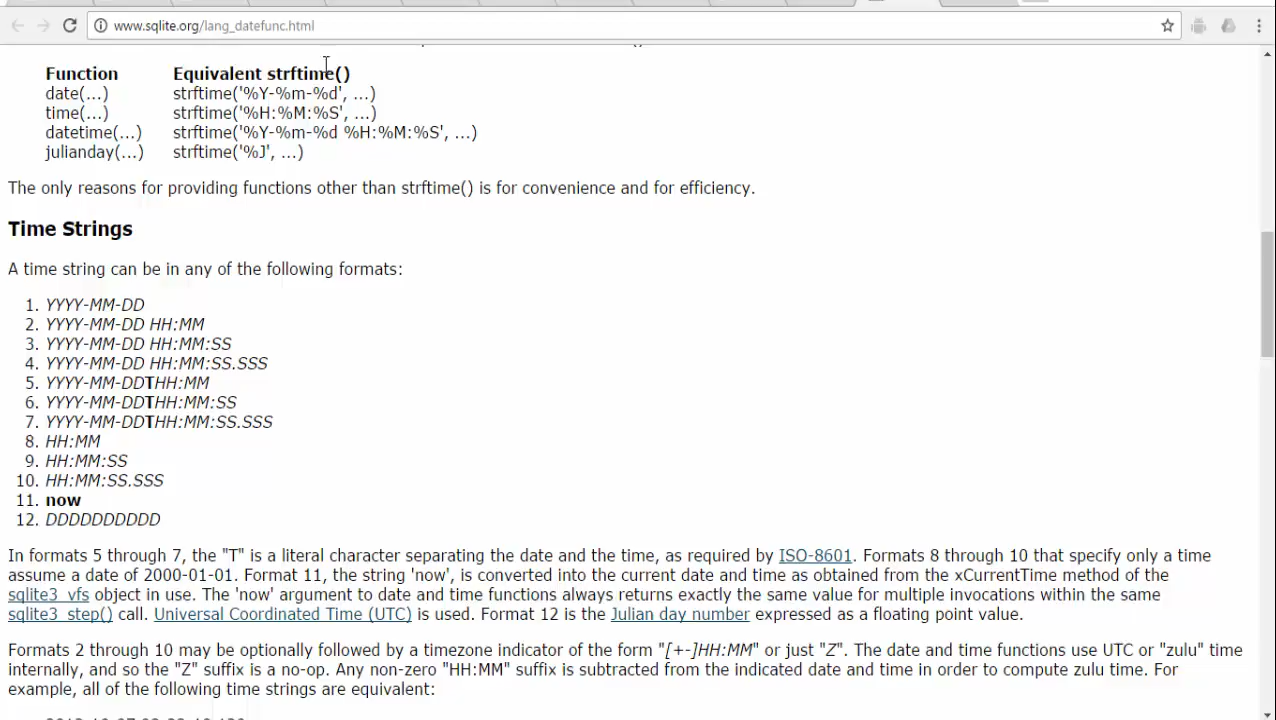 www.sqlite.org/lang_datefunc.html
Function Equivalent strftime()
date(...) strftime('%Y-%m-%d', ...)
time(...) strftime('%H:%M:%S', ...)
datetime(...) strftime('%Y-%m-%d %H:%M:%S', ...)
julianday(...) strftime('%J', ...)
The only reasons for providing functions other than strftime() is for convenience and for efficiency.
Time Strings
A time string can be in any of the following formats:
1. YYYY-MM-DD
2. YYYY-MM-DD HH:MM
3. YYYY-MM-DD HH:MM:SS
4. YYYY-MM-DD HH:MM:SS.SSS
5. YYYY-MM-DDTHH:MM
6. YYYY-MM-DDTHH:MM:SS
7. YYYY-MM-DDTHH:MM:SS.SSS
8. HH:MM
9. HH:MM:SS
10. HH:MM:SS.SSS
11. now
12. DDDDDDDDDD
In formats 5 through 7, the "T" is a literal character separating the date and the time, as required by ISO-8601. Formats 8 through 10 that specify only a time
assume a date of 2000-01-01. Format 11, the string 'now', is converted into the current date and time as obtained from the xCurrentTime method of the
sqlite3_vfs object in use. The 'now' argument to date and time functions always returns exactly the same value for multiple invocations within the same
sqlite3_step() call. Universal Coordinated Time (UTC) is used. Format 12 is the Julian day number expressed as a floating point value.
Formats 2 through 10 may be optionally followed by a timezone indicator of the form "[+-]HH:MM" or just "Z". The date and time functions use UTC or "zulu" time
internally, and so the "Z" suffix is a no-op. Any non-zero "HH:MM" suffix is subtracted from the indicated date and time in order to compute zulu time. For
example, all of the following time strings are equivalent: